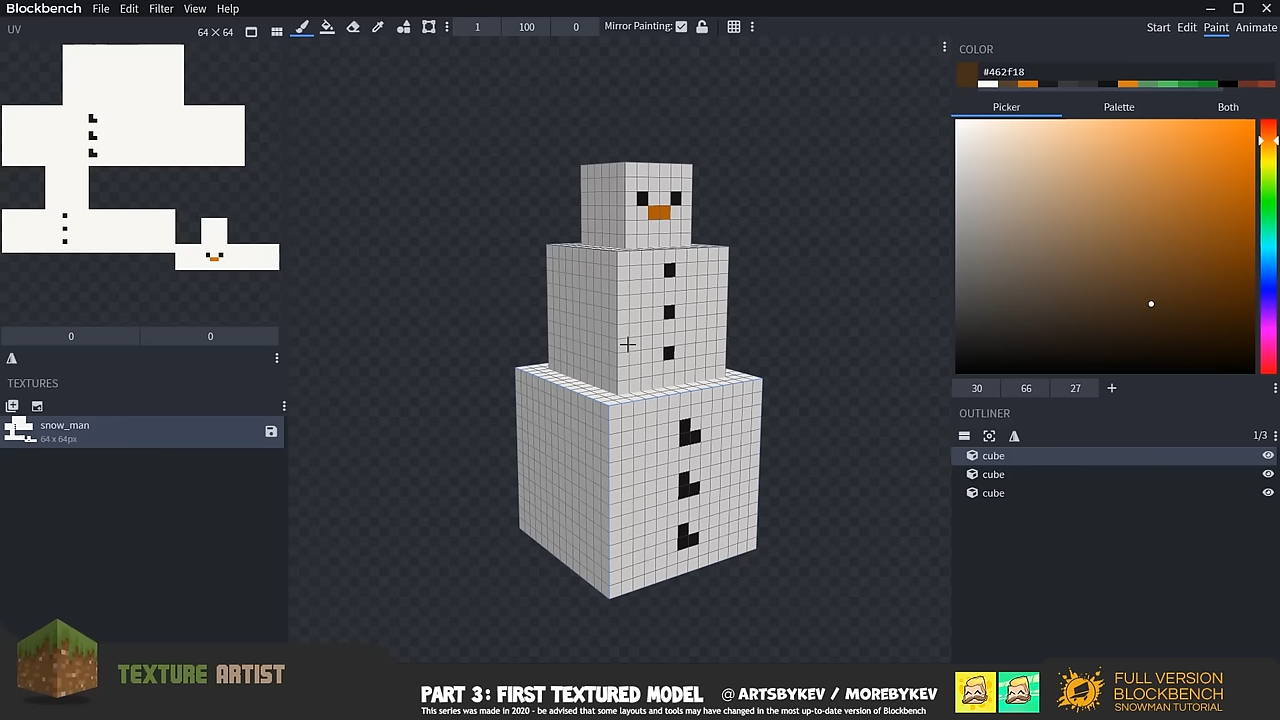 Blockbench File Edit Filter View Help
UV
64 × 64
1 100 0
Mirror Painting:
Start Edit Paint Animate
COLOR
#462f18
Picker Palette Both
0 0
TEXTURES
snow_man
64 x 64px
30 66 27
OUTLINER
1/3
cube
cube
cube
TEXTURE ARTIST
PART 3: FIRST TEXTURED MODEL
@ARTSBYKEV / MOREBYKEV
This series was made in 2020 - be advised that some layouts and tools may have changed in the most up-to-date version of Blockbench
FULL VERSION
BLOCKBENCH
SNOWMAN TUTORIAL